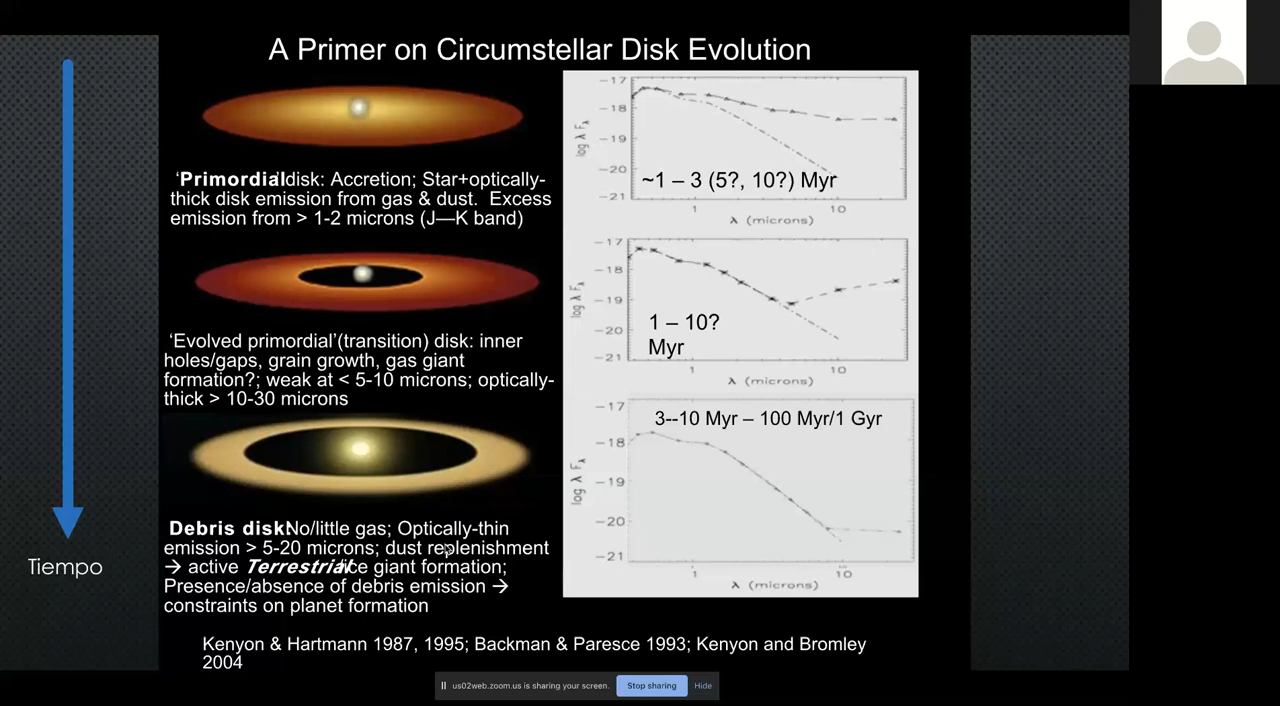 A Primer on Circumstellar Disk Evolution
‘Primordial disk: Accretion; Star+optically-
thick disk emission from gas & dust. Excess
emission from > 1-2 microns (J—K band)
‘Evolved primordial’(transition) disk: inner
holes/gaps, grain growth, gas giant
formation?; weak at < 5-10 microns; optically-
thick > 10-30 microns
Debris disk No/little gas; Optically-thin
emission > 5-20 microns; dust replenishment
→ active Terrestrial/ce giant formation;
Presence/absence of debris emission →
constraints on planet formation
Kenyon & Hartmann 1987, 1995; Backman & Paresce 1993; Kenyon and Bromley
2004
Tiempo
-17
-18
-19
-20
-21
log λ Fλ
~1 – 3 (5?, 10?) Myr
1 10
λ (microns)
-17
-18
-19
-20
-21
log λ Fλ
1 – 10?
Myr
1 10
λ (microns)
-17
3--10 Myr – 100 Myr/1 Gyr
-18
-19
-20
-21
log λ Fλ
1 10
λ (microns)
us02web.zoom.us is sharing your screen. Stop sharing Hide